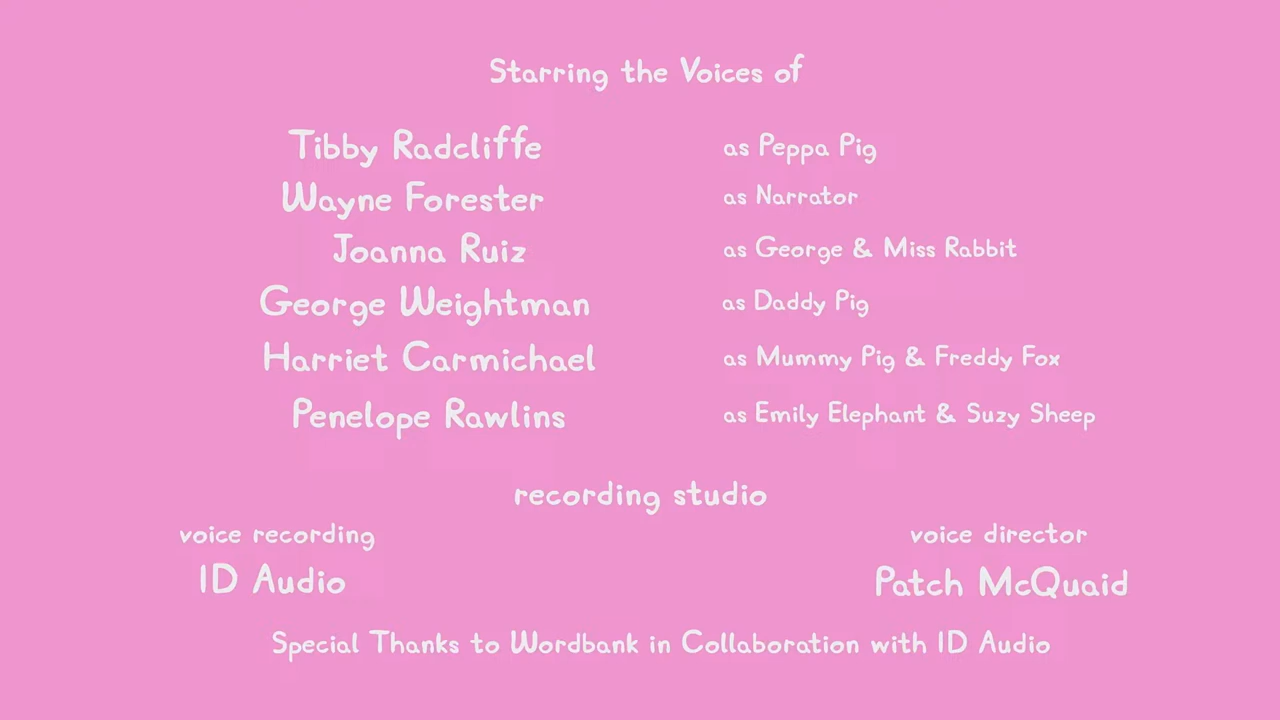 Starring the Voices of
Tibby Radcliffe as Peppa Pig
Wayne Forester as Narrator
Joanna Ruiz as George & Miss Rabbit
George Weightman as Daddy Pig
Harriet Carmichael as Mummy Pig & Freddy Fox
Penelope Rawlins as Emily Elephant & Suzy Sheep
recording studio
voice recording voice director
ID Audio Patch McQuaid
Special Thanks to Wordbank in Collaboration with ID Audio